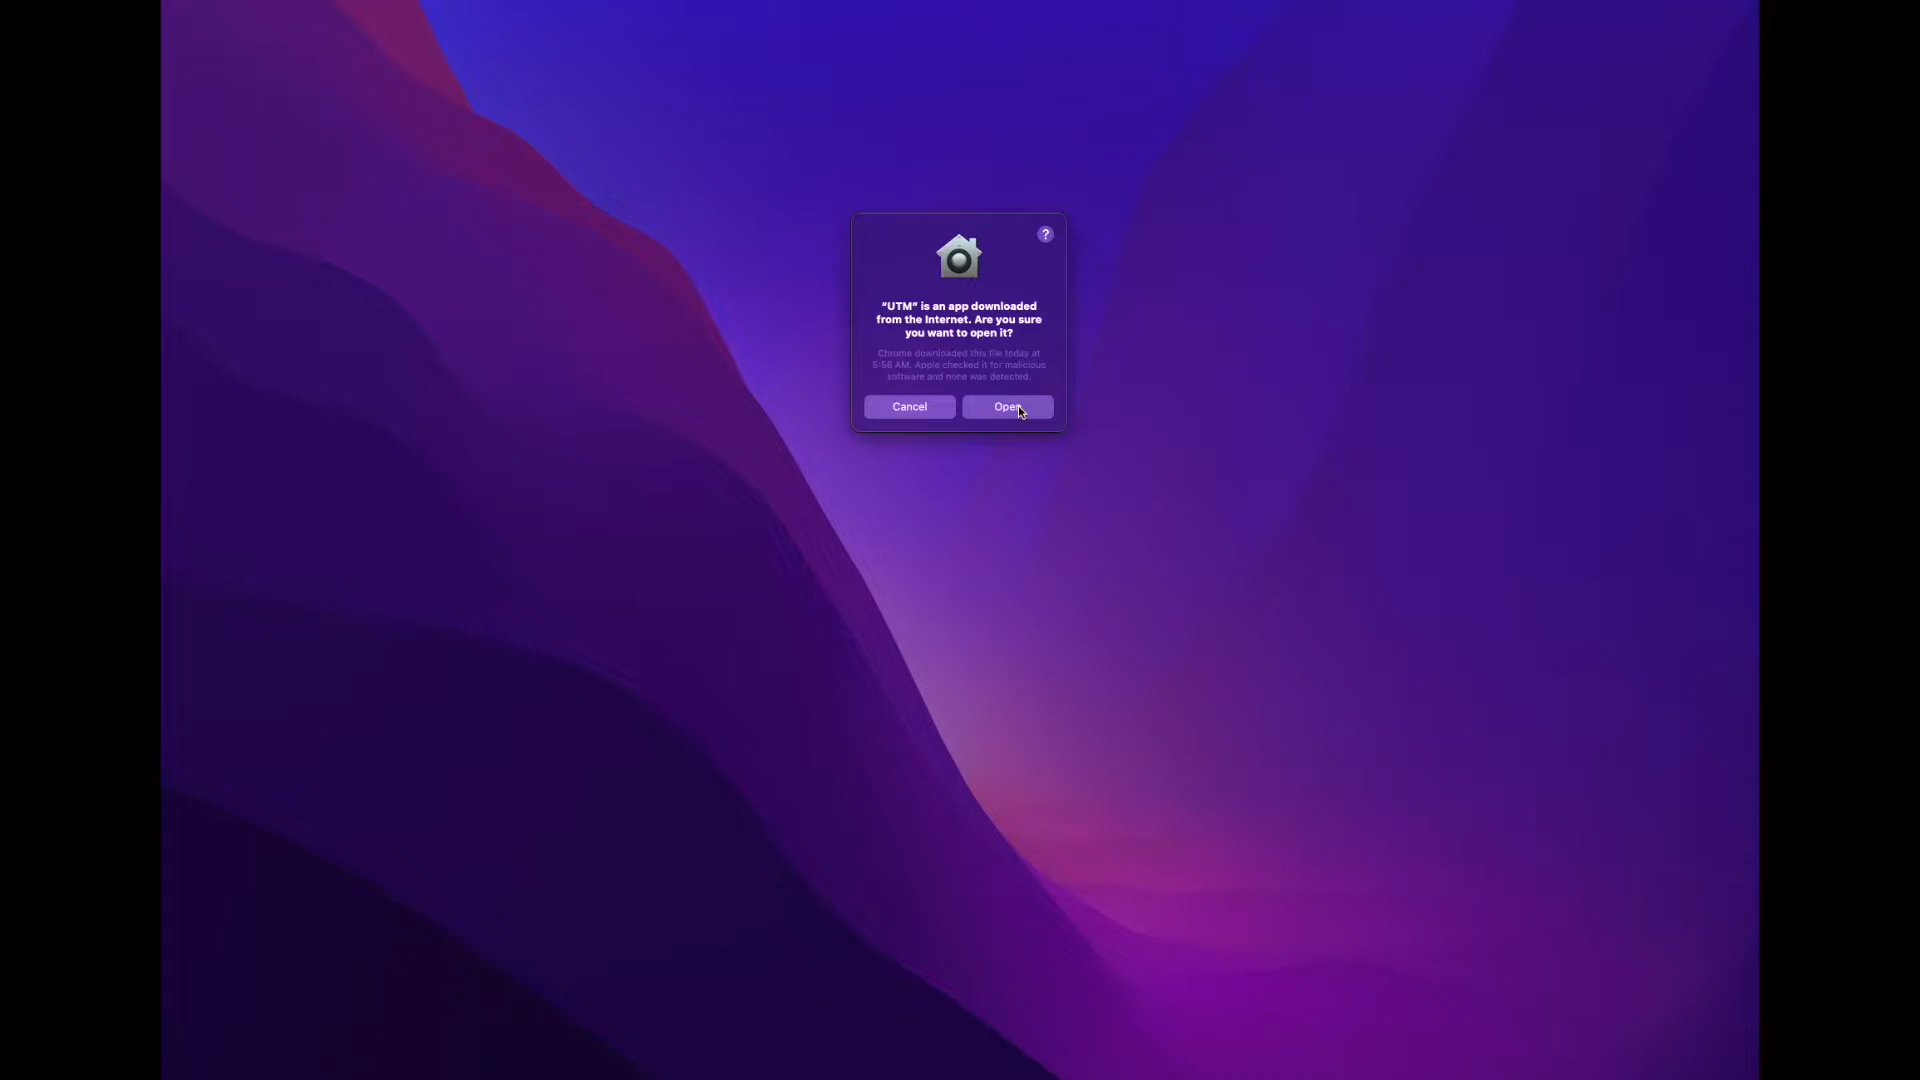 ?
“UTM” is an app downloaded
from the Internet. Are you sure
you want to open it?
Chrome downloaded this file today at
5:56 AM. Apple checked it for malicious
software and none was detected.
Cancel
Open